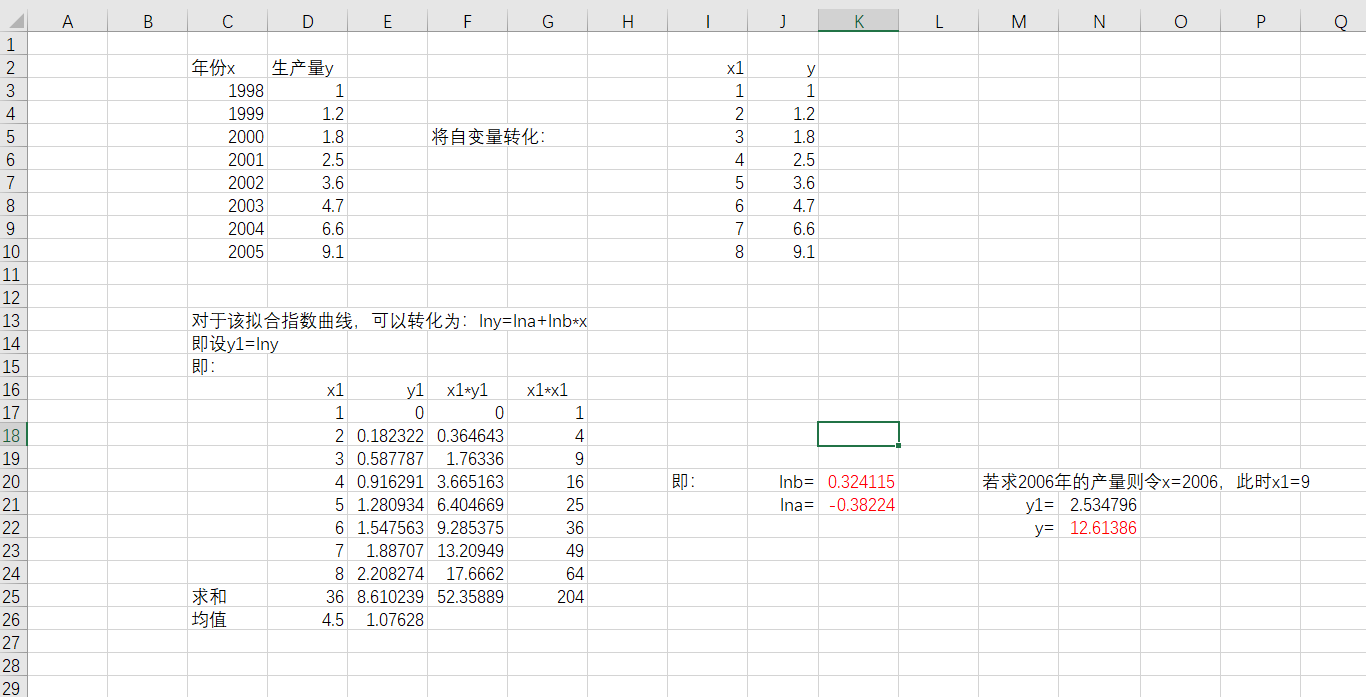 A B C D E F G H I J K L M N O P Q
1
2 年份x 生产量y x1 y
3 1998 1 1 1
4 1999 1.2 2 1.2
5 2000 1.8 将自变量转化： 3 1.8
6 2001 2.5 4 2.5
7 2002 3.6 5 3.6
8 2003 4.7 6 4.7
9 2004 6.6 7 6.6
10 2005 9.1 8 9.1
11
12
13 对于该拟合指数曲线，可以转化为：lny=lna+lnb*x
14 即设y1=lny
15 即：
16 x1 y1 x1*y1 x1*x1
17 1 0 0 1
18 2 0.182322 0.364643 4
19 3 0.587787 1.76336 9
20 4 0.916291 3.665163 16 即： lnb= 0.324115 若求2006年的产量则令x=2006，此时x1=9
21 5 1.280934 6.404669 25 lna= -0.38224 y1= 2.534796
22 6 1.547563 9.285375 36 y= 12.61386
23 7 1.88707 13.20949 49
24 8 2.208274 17.6662 64
25 求和 36 8.610239 52.35889 204
26 均值 4.5 1.07628
27
28
29